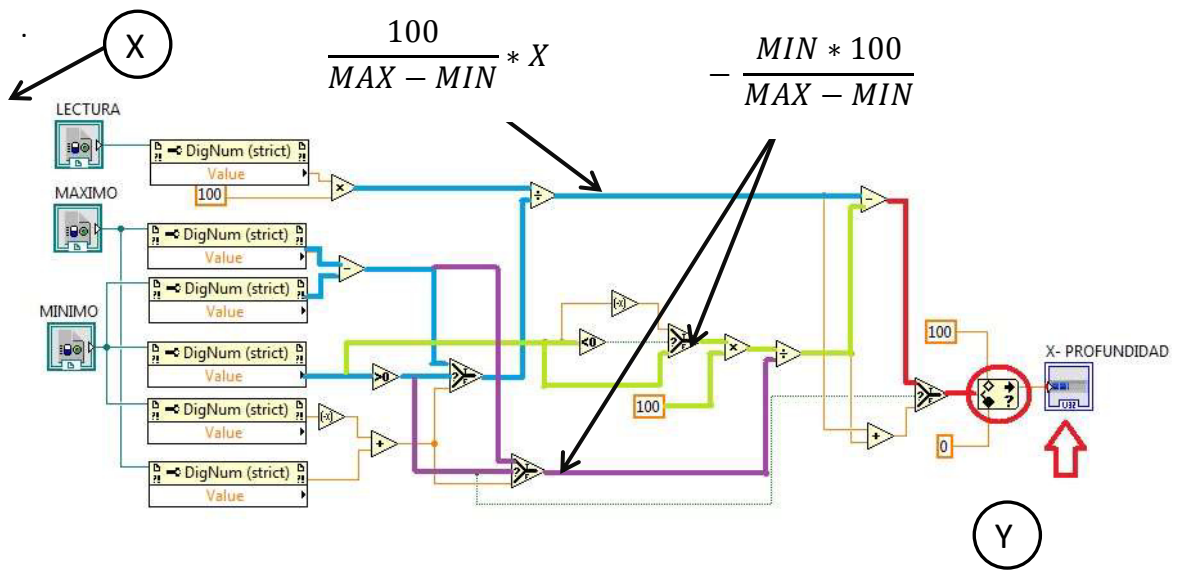 .
X
100
MAX − MIN
∗ X
− MIN ∗ 100
MAX − MIN
LECTURA
DigNum (strict)
Value
100
×
÷
−
MAXIMO
DigNum (strict)
Value
−
DigNum (strict)
Value
MINIMO
DigNum (strict)
Value
>0
? T F
(-x)
<0
? T F
×
÷
100
DigNum (strict)
Value
(-x)
+
DigNum (strict)
Value
? T F
100
? T F
?
0
+
X- PROFUNDIDAD
U32
Y